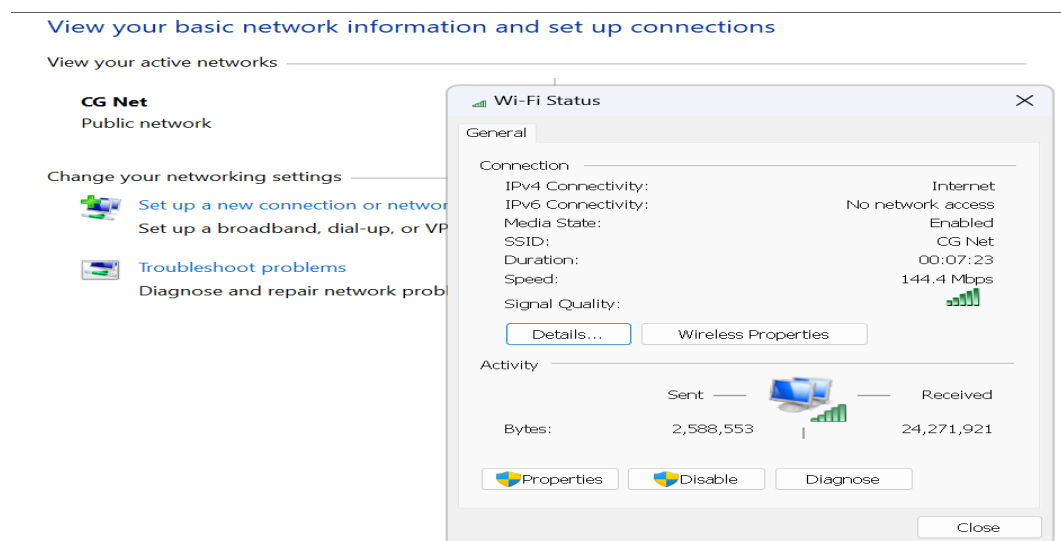 View your basic network information and set up connections
View your active networks
CG Net
Public network
Change your networking settings
Set up a new connection or networ
Set up a broadband, dial-up, or VP
Troubleshoot problems
Diagnose and repair network probl
Wi-Fi Status
General
Connection
IPv4 Connectivity: Internet
IPv6 Connectivity: No network access
Media State: Enabled
SSID: CG Net
Duration: 00:07:23
Speed: 144.4 Mbps
Signal Quality:
Details... Wireless Properties
Activity
Sent Received
Bytes: 2,588,553 24,271,921
Properties Disable Diagnose
Close